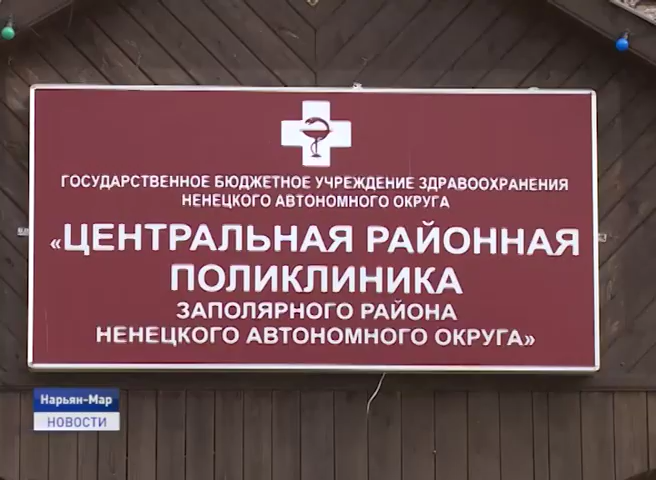 ГОСУДАРСТВЕННОЕ БЮДЖЕТНОЕ УЧРЕЖДЕНИЕ ЗДРАВООХРАНЕНИЯ
НЕНЕЦКОГО АВТОНОМНОГО ОКРУГА
«ЦЕНТРАЛЬНАЯ РАЙОННАЯ
ПОЛИКЛИНИКА
ЗАПОЛЯРНОГО РАЙОНА
НЕНЕЦКОГО АВТОНОМНОГО ОКРУГА»
Нарьян-Мар
НОВОСТИ